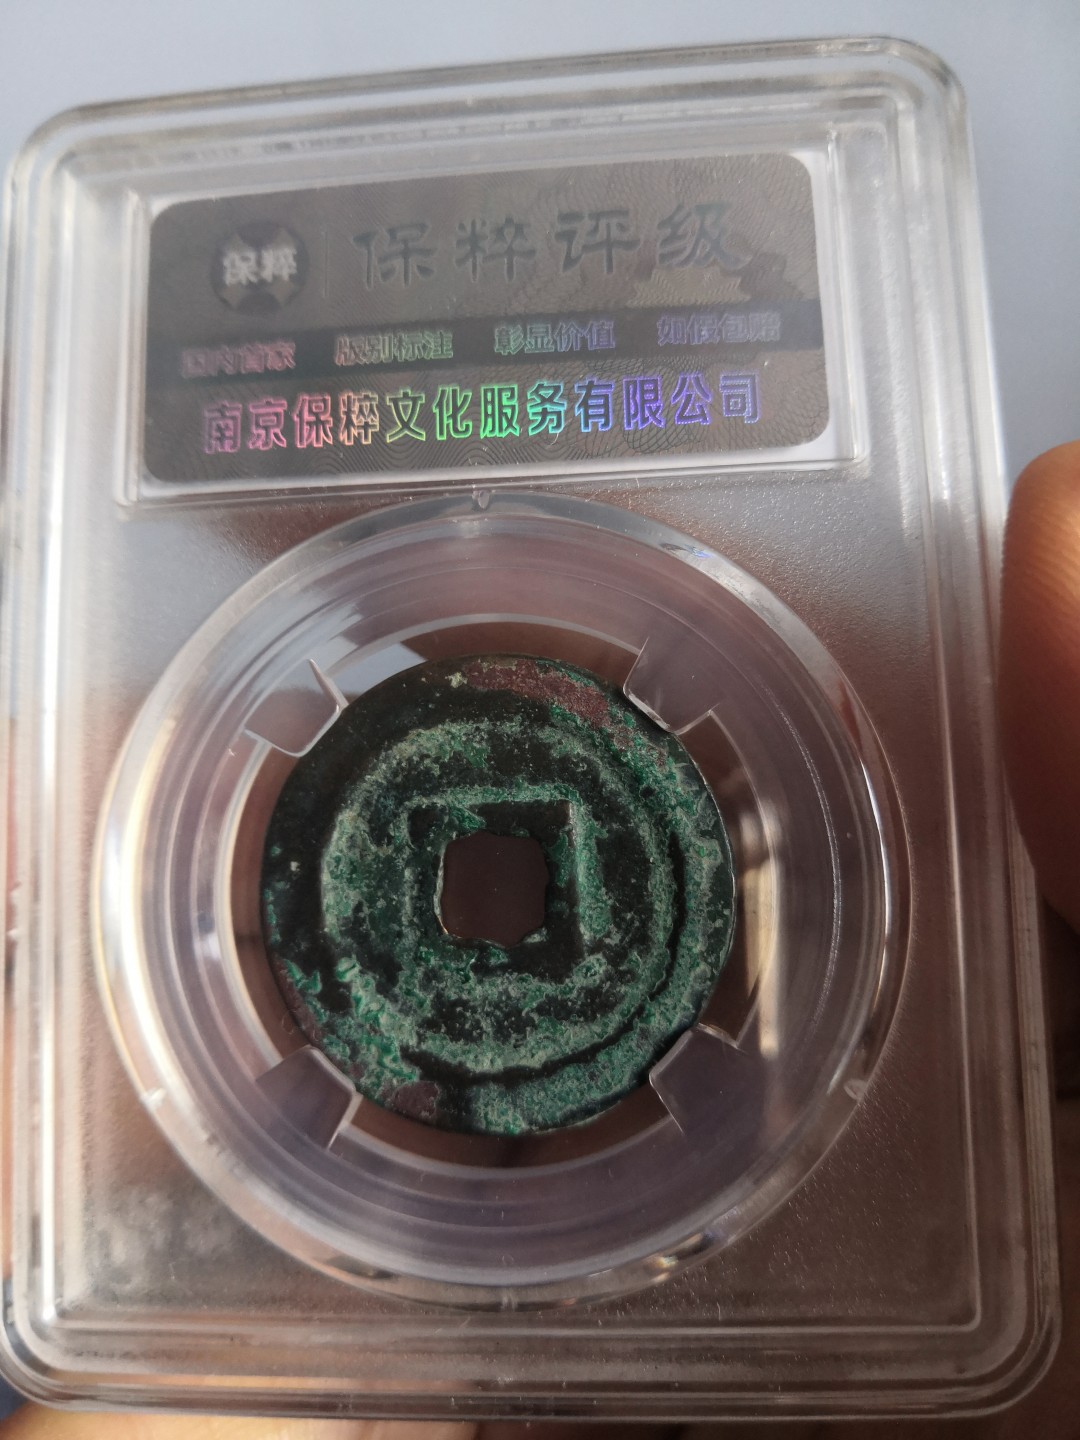 保粹
保粹评级
国内首家 版别标注 彰显价值 如假包赔
南京保粹文化服务有限公司